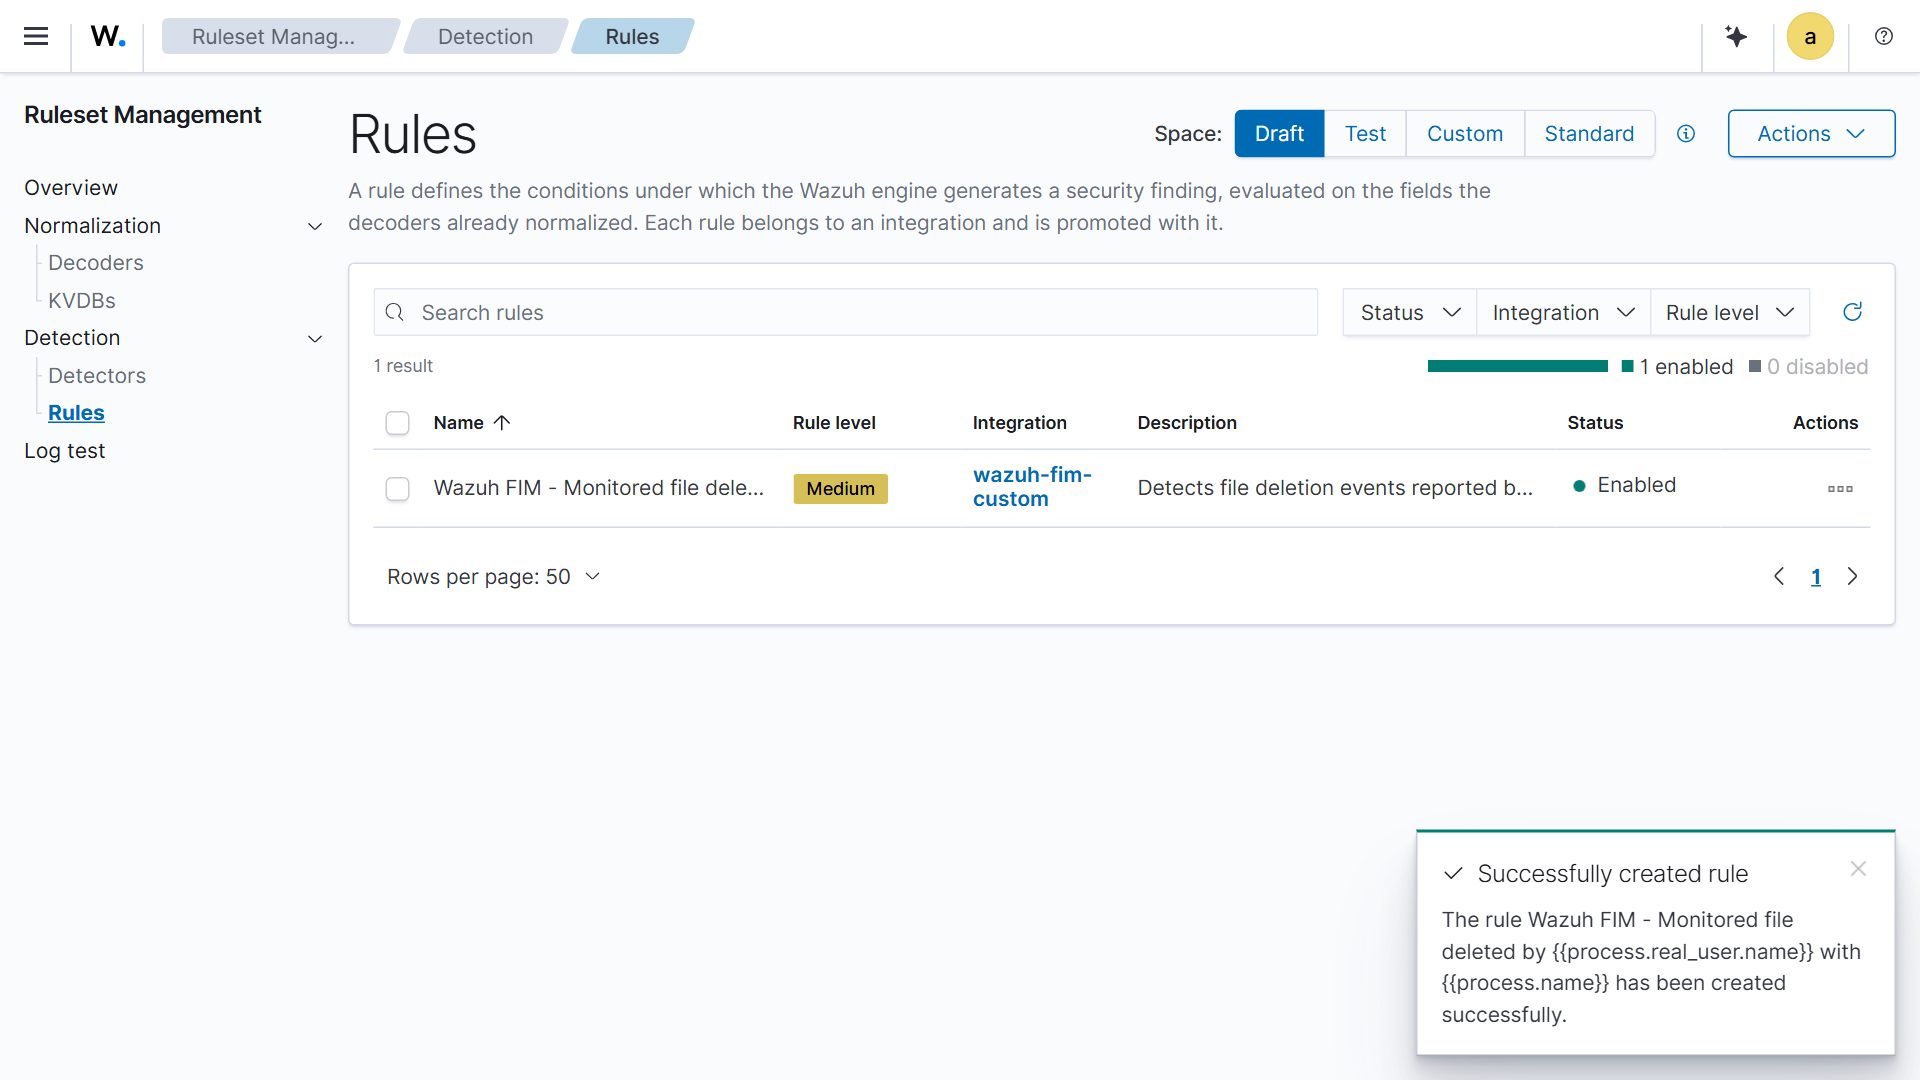 W.
Ruleset Manag...
Detection
Rules
a
Ruleset Management
Overview
Normalization
Decoders
KVDBs
Detection
Detectors
Rules
Log test
Rules
Space:
Draft
Test
Custom
Standard
Actions
A rule defines the conditions under which the Wazuh engine generates a security finding, evaluated on the fields the
decoders already normalized. Each rule belongs to an integration and is promoted with it.
Search rules
Status
Integration
Rule level
1 result
1 enabled
0 disabled
Name
Rule level
Integration
Description
Status
Actions
Wazuh FIM - Monitored file dele...
Medium
wazuh-fim-
custom
Detects file deletion events reported b...
Enabled
Rows per page: 50
1
Successfully created rule
The rule Wazuh FIM - Monitored file
deleted by {{process.real_user.name}} with
{{process.name}} has been created
successfully.